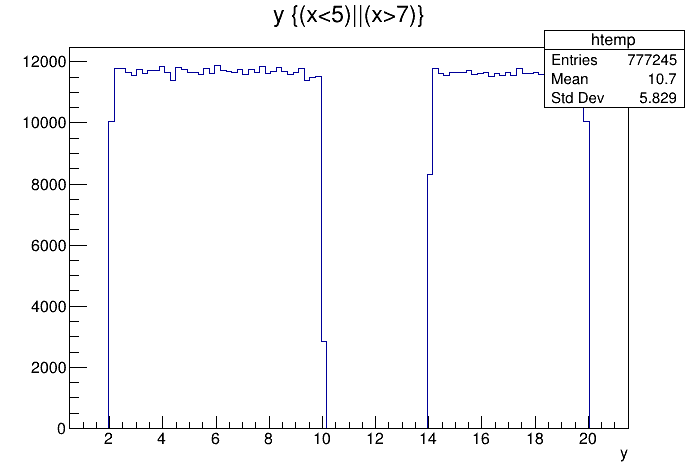 y {(x<5)||(x>7)}
htemp
Entries 777245
Mean 10.7
Std Dev 5.829
12000
10000
8000
6000
4000
2000
0
2 4 6 8 10 12 14 16 18 20
y